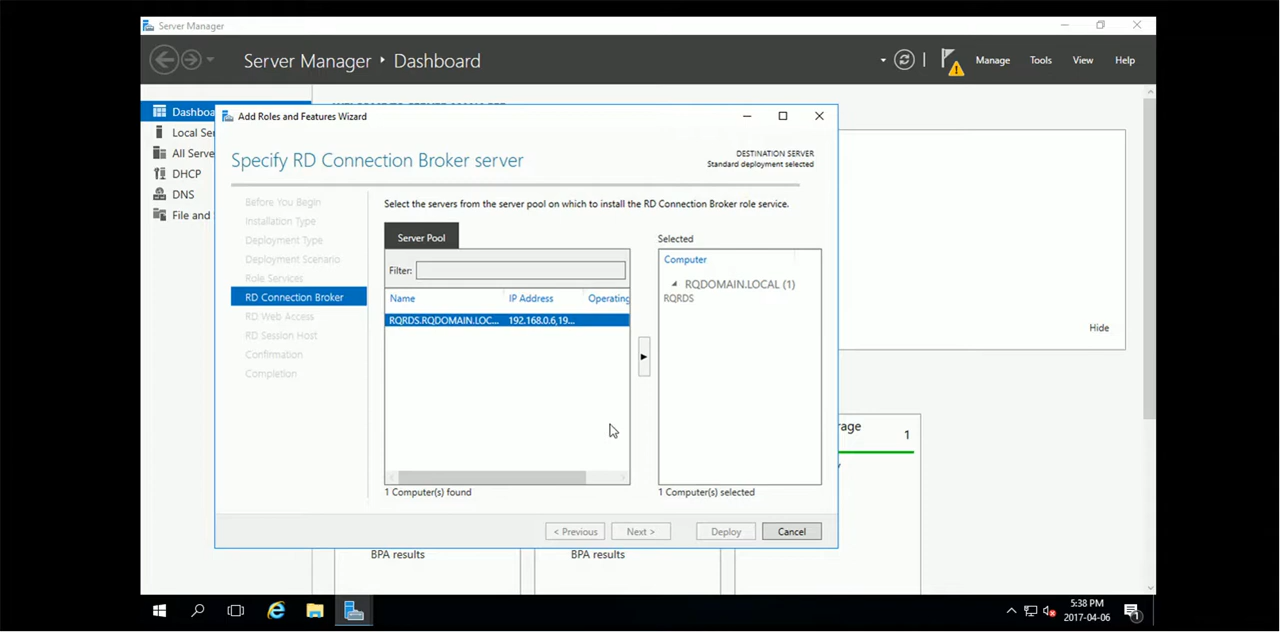 Server Manager
Server Manager ‣ Dashboard
Manage Tools View Help
Add Roles and Features Wizard
Local Ser
All Serve
DHCP
DNS
File and
Specify RD Connection Broker server
DESTINATION SERVER
Standard deployment selected
Before You Begin
Installation Type
Deployment Type
Deployment Scenario
Role Services
RD Connection Broker
RD Web Access
RD Session Host
Confirmation
Completion
Select the servers from the server pool on which to install the RD Connection Broker role service.
Server Pool
Filter:
Name IP Address Operating
RQRDS.RQDOMAIN.LOC... 192.168.0.6,19...
1 Computer(s) found
Selected
Computer
RQDOMAIN.LOCAL (1)
RQRDS
1 Computer(s) selected
< Previous Next > Deploy Cancel
Hide
rage
1
BPA results
BPA results
5:38 PM
2017-04-06
1